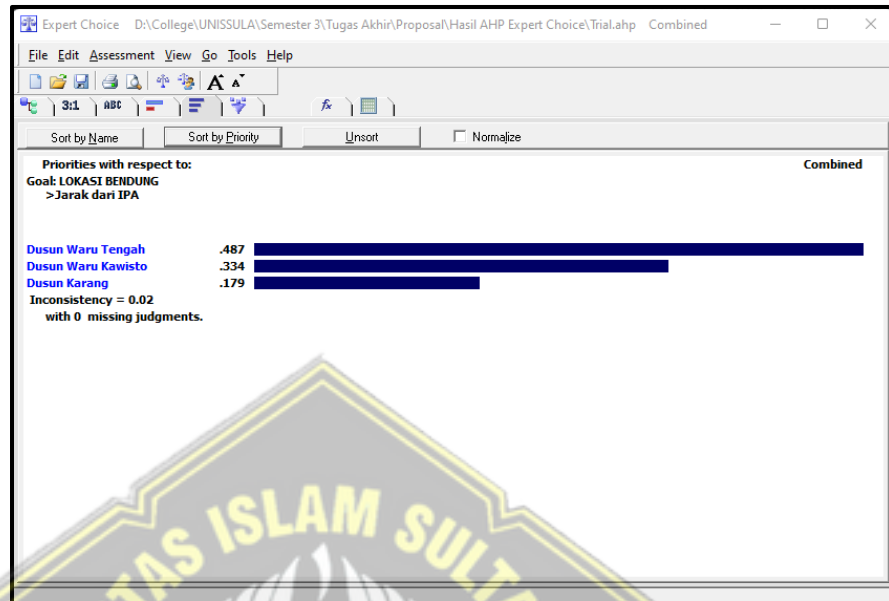 Expert Choice D:\College\UNISSULA\Semester 3\Tugas Akhir\Proposal\Hasil AHP Expert Choice\Trial.ahp Combined
File Edit Assessment View Go Tools Help
A A
3:1 ABC fx
Sort by Name Sort by Priority Unsort Normalize
Priorities with respect to: Combined
Goal: LOKASI BENDUNG
>Jarak dari IPA
Dusun Waru Tengah .487
Dusun Waru Kawisto .334
Dusun Karang .179
Inconsistency = 0.02
with 0 missing judgments.
TAS ISLAM SUL